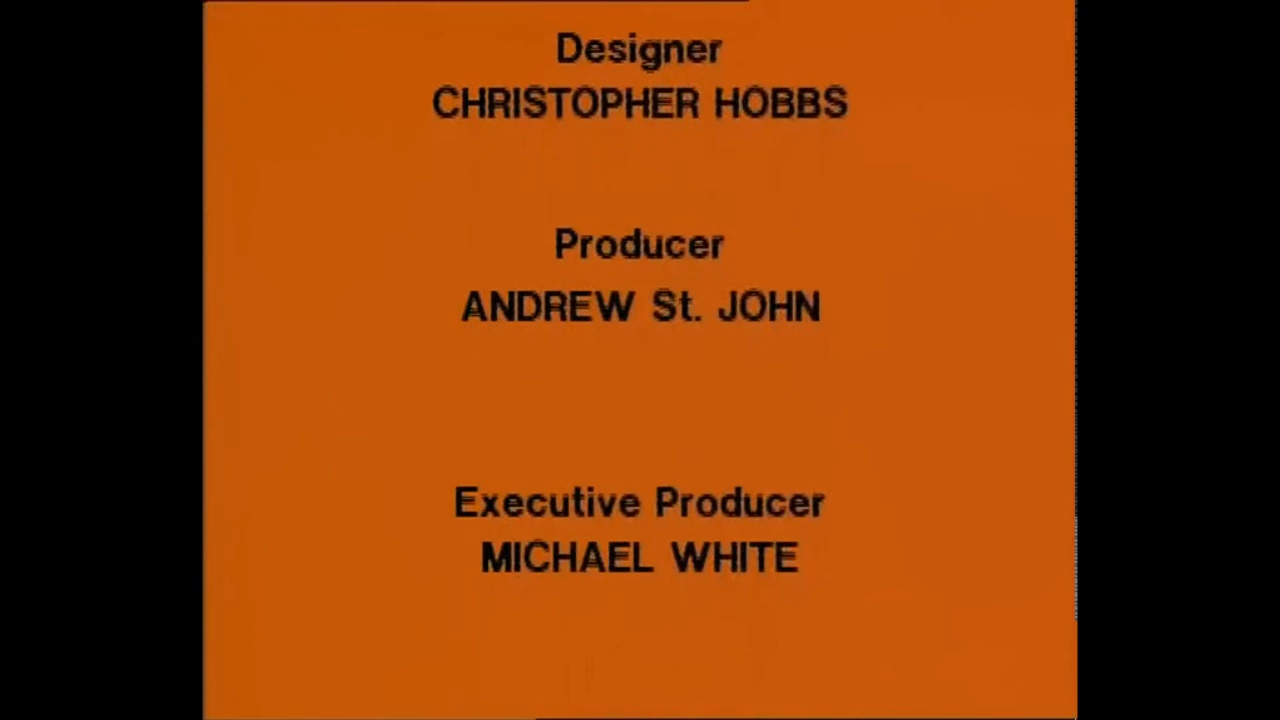 Designer
CHRISTOPHER HOBBS
Producer
ANDREW St. JOHN
Executive Producer
MICHAEL WHITE